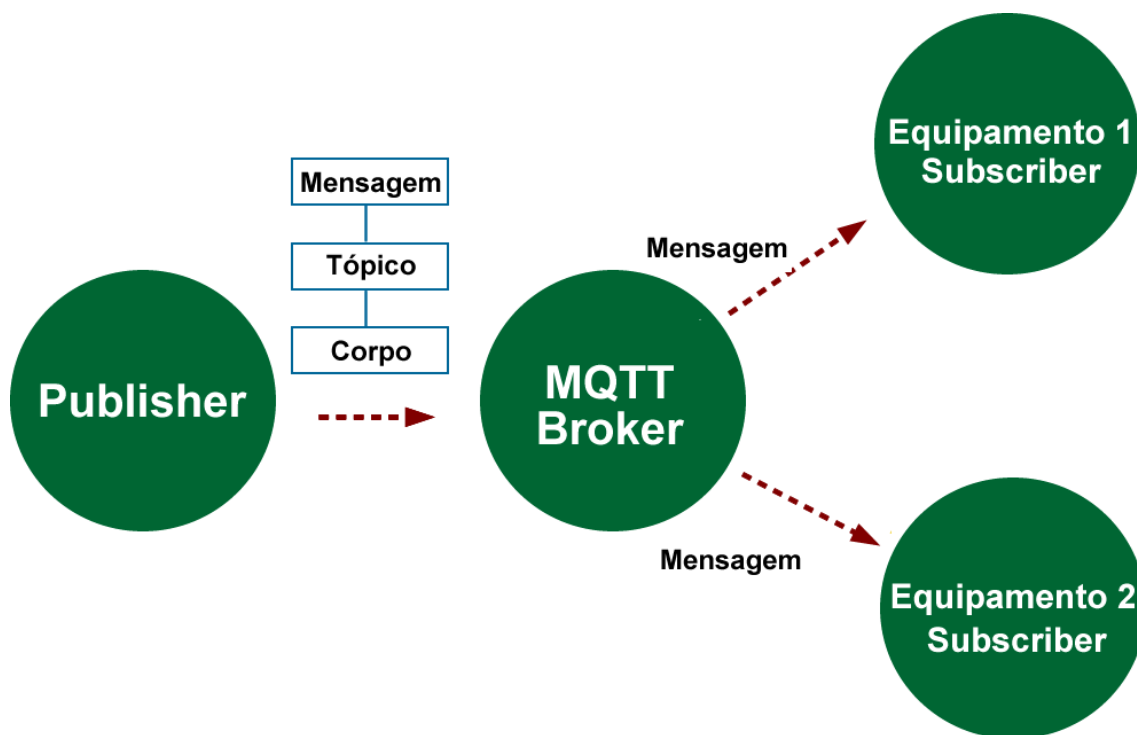 Publisher
Mensagem
Tópico
Corpo
MQTT
Broker
Mensagem
Equipamento 1
Subscriber
Mensagem
Equipamento 2
Subscriber